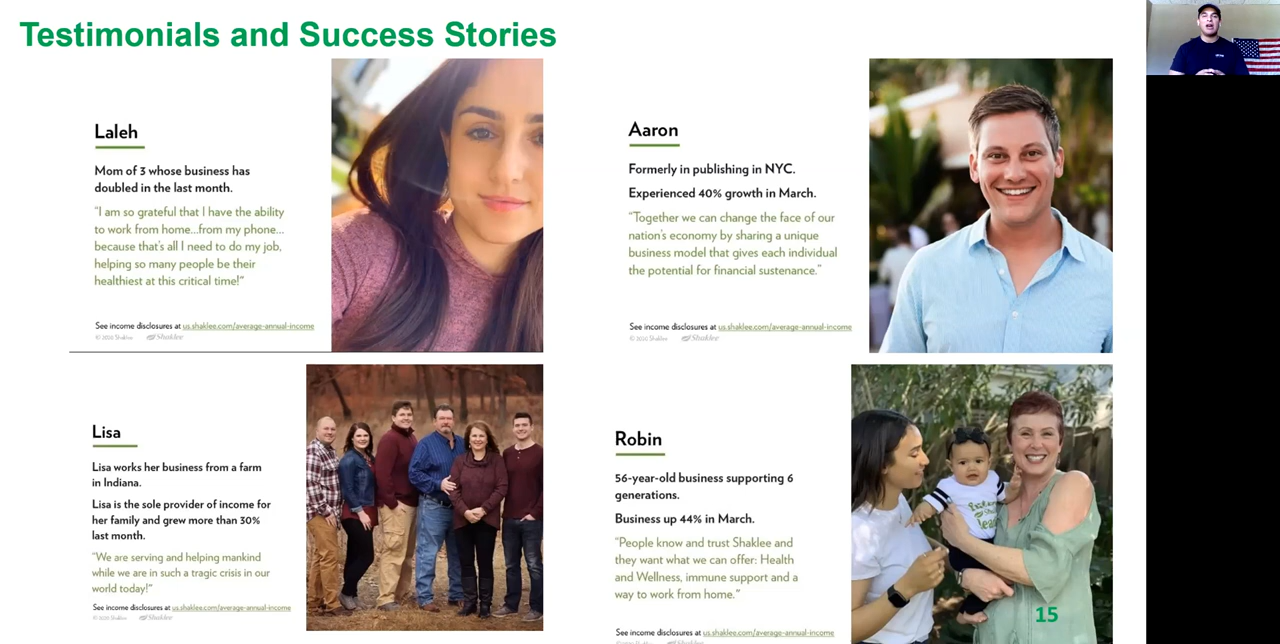 Testimonials and Success Stories
Laleh
Mom of 3 whose business has
doubled in the last month.
“I am so grateful that I have the ability
to work from home...from my phone...
because that’s all I need to do my job,
helping so many people be their
healthiest at this critical time!”
See income disclosures at us.shaklee.com/average-annual-income
© 2020 Shaklee Shaklee
Aaron
Formerly in publishing in NYC.
Experienced 40% growth in March.
“Together we can change the face of our
nation’s economy by sharing a unique
business model that gives each individual
the potential for financial sustenance.”
See income disclosures at us.shaklee.com/average-annual-income
© 2020 Shaklee Shaklee
Lisa
Lisa works her business from a farm
in Indiana.
Lisa is the sole provider of income for
her family and grew more than 30%
last month.
“We are serving and helping mankind
while we are in such a tragic crisis in our
world today!”
See income disclosures at us.shaklee.com/average-annual-income
© 2020 Shaklee Shaklee
Robin
56-year-old business supporting 6
generations.
Business up 44% in March.
“People know and trust Shaklee and
they want what we can offer: Health
and Wellness, immune support and a
way to work from home.”
See income disclosures at us.shaklee.com/average-annual-income
15